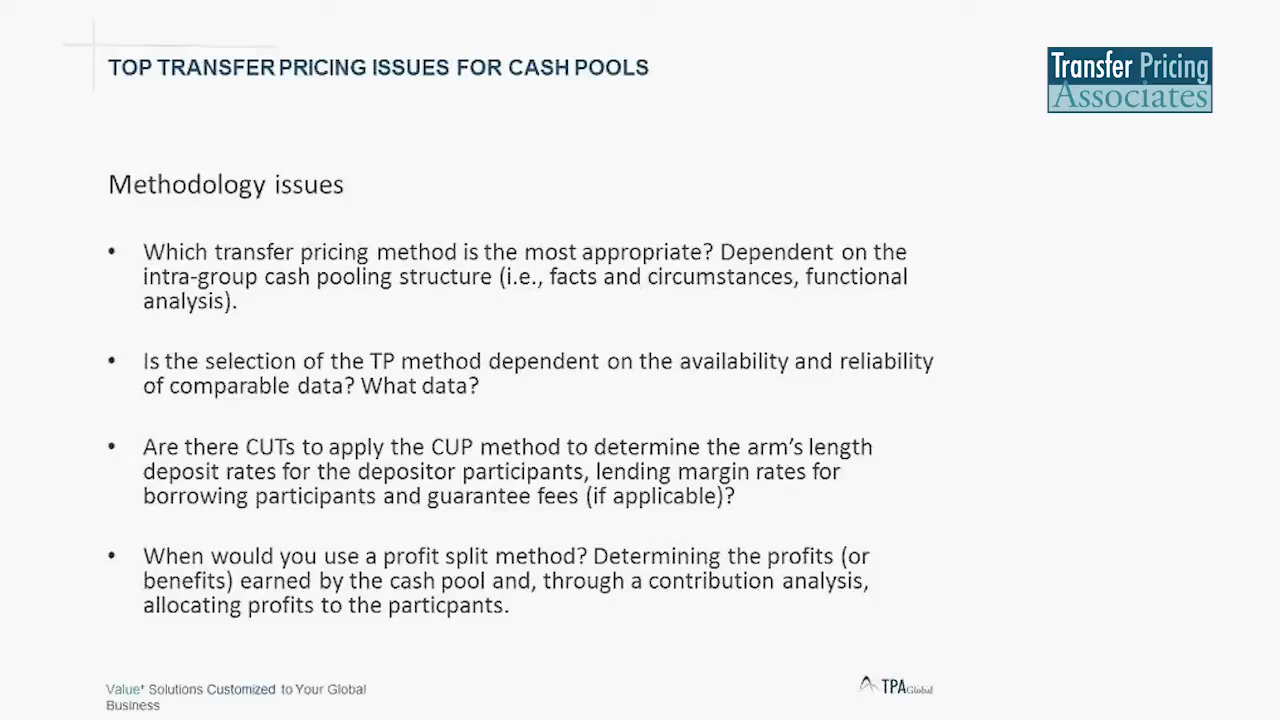 TOP TRANSFER PRICING ISSUES FOR CASH POOLS
Transfer Pricing
Associates
Methodology issues
• Which transfer pricing method is the most appropriate? Dependent on the
intra-group cash pooling structure (i.e., facts and circumstances, functional
analysis).
• Is the selection of the TP method dependent on the availability and reliability
of comparable data? What data?
• Are there CUTs to apply the CUP method to determine the arm’s length
deposit rates for the depositor participants, lending margin rates for
borrowing participants and guarantee fees (if applicable)?
• When would you use a profit split method? Determining the profits (or
benefits) earned by the cash pool and, through a contribution analysis,
allocating profits to the particpants.
Value⁺ Solutions Customized to Your Global
Business
TPA Global